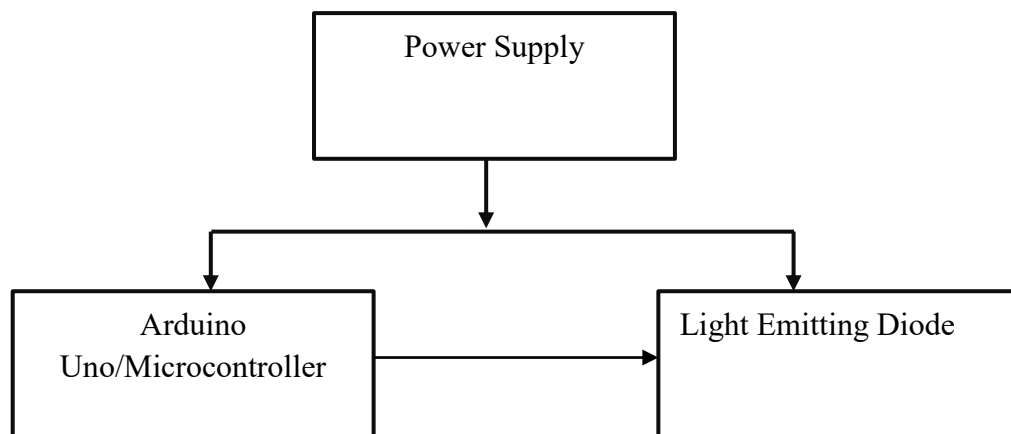 Power Supply
Arduino
Uno/Microcontroller
Light Emitting Diode